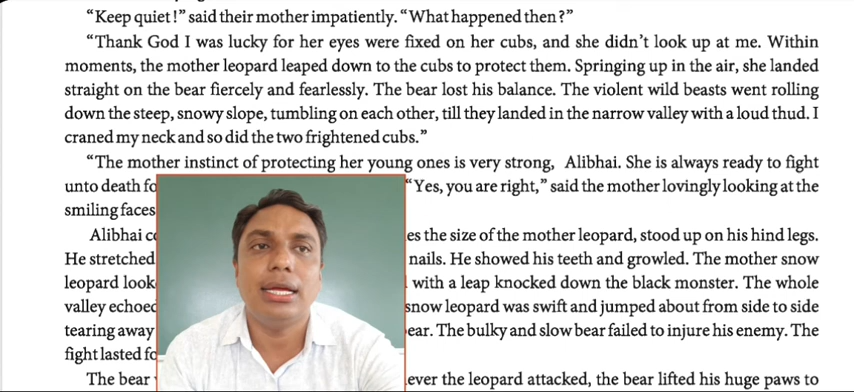 “Keep quiet!” said their mother impatiently. “What happened then?”
“Thank God I was lucky for her eyes were fixed on her cubs, and she didn’t look up at me. Within
moments, the mother leopard leaped down to the cubs to protect them. Springing up in the air, she landed
straight on the bear fiercely and fearlessly. The bear lost his balance. The violent wild beasts went rolling
down the steep, snowy slope, tumbling on each other, till they landed in the narrow valley with a loud thud. I
craned my neck and so did the two frightened cubs.”
“The mother instinct of protecting her young ones is very strong, Alibhai. She is always ready to fight
unto death “Yes, you are right,” said the mother lovingly looking at the
smiling faces
Alibhai the size of the mother leopard, stood up on his hind legs.
He stretched nails. He showed his teeth and growled. The mother snow
leopard with a leap knocked down the black monster. The whole
valley snow leopard was swift and jumped about from side to side
tearing away The bulky and slow bear failed to injure his enemy. The
fight lasted
The bear the leopard attacked, the bear lifted his huge paws to